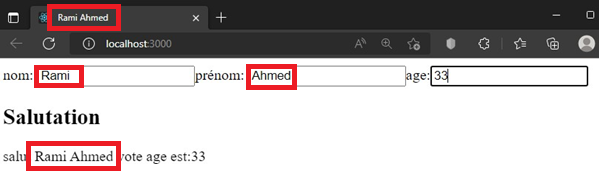 Rami Ahmed
localhost:3000
nom: Rami prénom: Ahmed age: 33
Salutation
salu Rami Ahmed vote age est:33